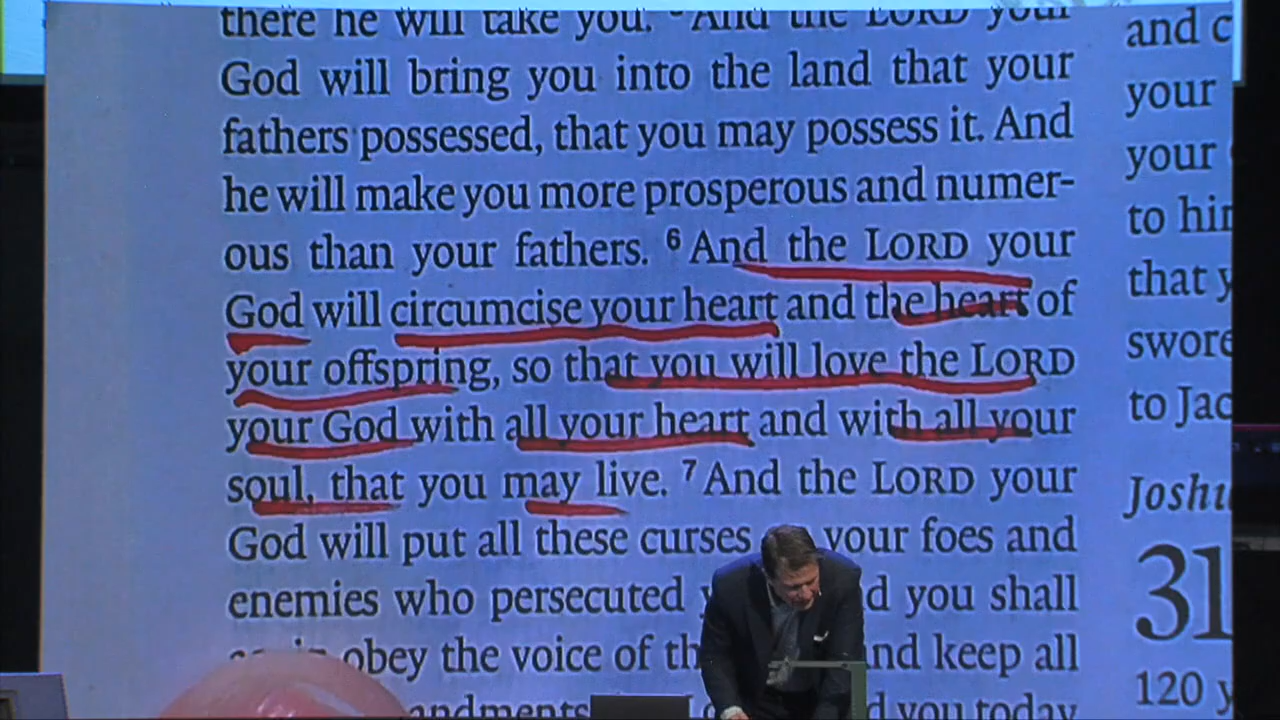 there he will take you. And the LORD your
God will bring you into the land that your
fathers possessed, that you may possess it. And
he will make you more prosperous and numer-
ous than your fathers. 6 And the LORD your
God will circumcise your heart and the heart of
your offspring, so that you will love the LORD
your God with all your heart and with all your
soul, that you may live. 7 And the LORD your
God will put all these curses your foes and
enemies who persecuted you shall
obey the voice of and keep all
you today
and
your
your
to
that
swore
to
31
120